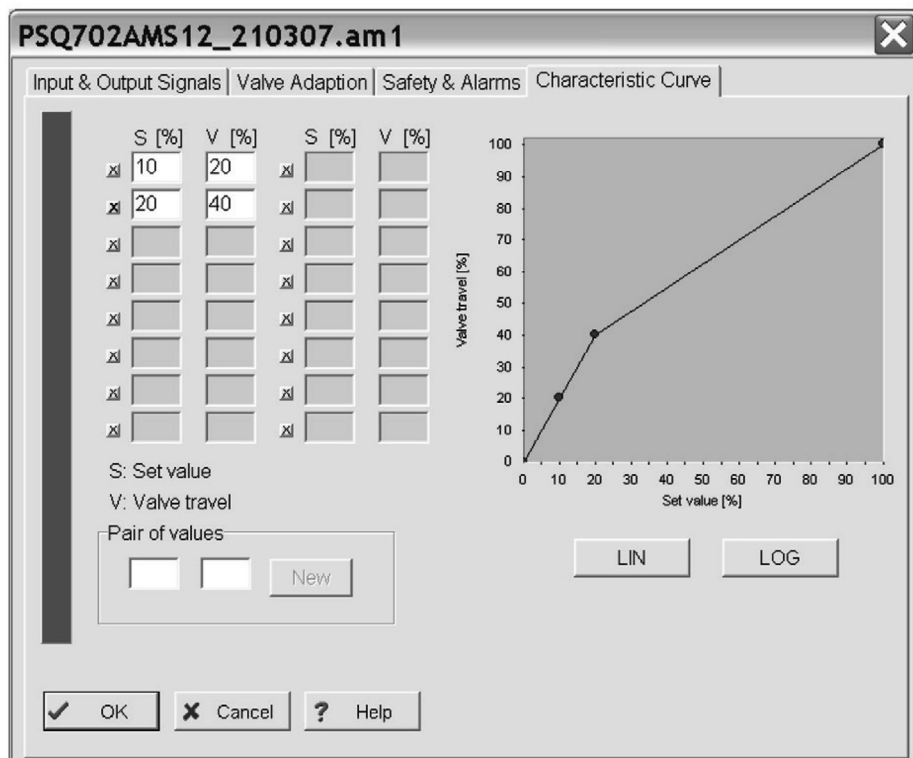 PSQ702AMS12_210307.am1
Input & Output Signals Valve Adaption Safety & Alarms Characteristic Curve
S [%] V [%] S [%] V [%]
x 10 20 x
x 20 40 x
x x
x x
x x
x x
x x
x x
S: Set value
V: Valve travel
Pair of values
New
Valve travel [%]
100
90
80
70
60
50
40
30
20
10
0
0 10 20 30 40 50 60 70 80 90 100
Set value [%]
LIN LOG
OK Cancel ? Help